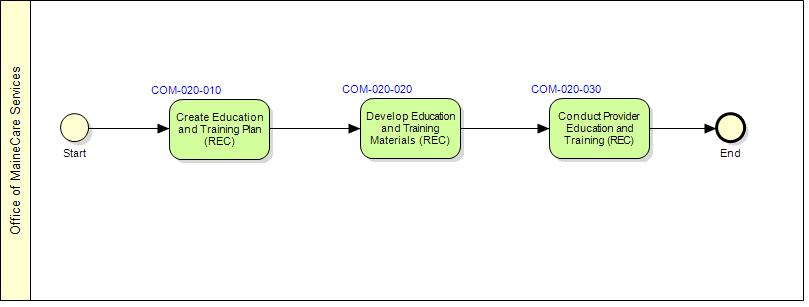 Office of MaineCare Services
Start
COM-020-010
Create Education
and Training Plan
(REC)
COM-020-020
Develop Education
and Training
Materials (REC)
COM-020-030
Conduct Provider
Education and
Training (REC)
End